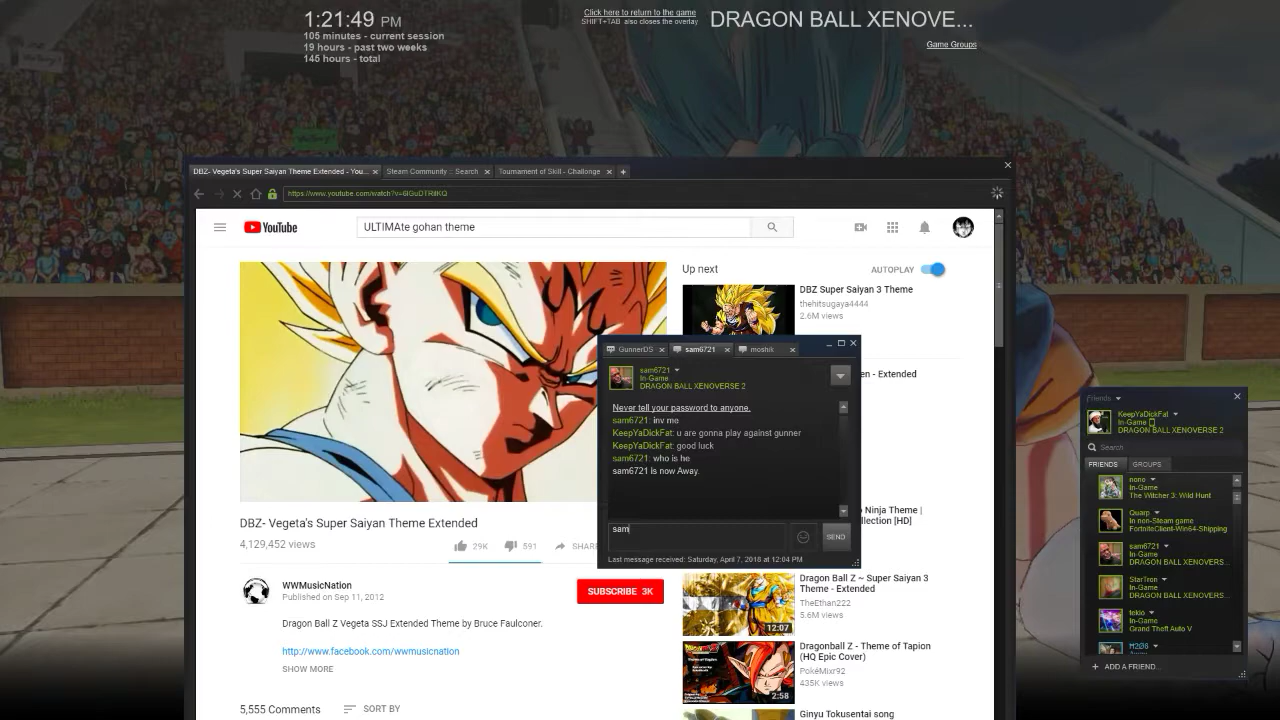 1:21:49 PM
105 minutes - current session
19 hours - past two weeks
145 hours - total
Click here to return to the game
SHIFT+TAB also closes the overlay
DRAGON BALL XENOVE...
Game Groups
DBZ- Vegeta's Super Saiyan Theme Extended - You...
Steam Community :: Search
Tournament of Skill - Challonge
YouTube
ULTIMAte gohan theme
Up next
AUTOPLAY
DBZ Super Saiyan 3 Theme
thehitsugaya4444
2.6M views
en - Extended
GunnerDS
sam6721
moshik
sam6721
In-Game
DRAGON BALL XENOVERSE 2
Never tell your password to anyone.
sam6721: inv me
KeepYaDickFat: u are gonna play against gunner
KeepYaDickFat: good luck
sam6721: who is he
sam6721 is now Away.
sam
SEND
Last message received: Saturday, April 7, 2018 at 12:04 PM
o Ninja Theme |
llection [HD]
DBZ- Vegeta's Super Saiyan Theme Extended
4,129,452 views
29K
591
SHARE
WWMusicNation
Published on Sep 11, 2012
SUBSCRIBE 3K
Dragon Ball Z Vegeta SSJ Extended Theme by Bruce Faulconer.
http://www.facebook.com/wwmusicnation
SHOW MORE
5,555 Comments
SORT BY
12:07
Dragon Ball Z ~ Super Saiyan 3
Theme - Extended
TheEthan222
5.6M views
2:58
Dragonball Z - Theme of Tapion
(HQ Epic Cover)
PokéMixr92
435K views
Ginyu Tokusentai song
Friends
KeepYaDickFat
In-Game
DRAGON BALL XENOVERSE 2
Search
FRIENDS
GROUPS
nono
In-Game
The Witcher 3: Wild Hunt
Quarp
In non-Steam game
FortniteClient-Win64-Shipping
sam6721
In-Game
DRAGON BALL XENOVERS...
StarTron
In-Game
DRAGON BALL XENOVERS...
tekio
In-Game
Grand Theft Auto V
M206
+ ADD A FRIEND...